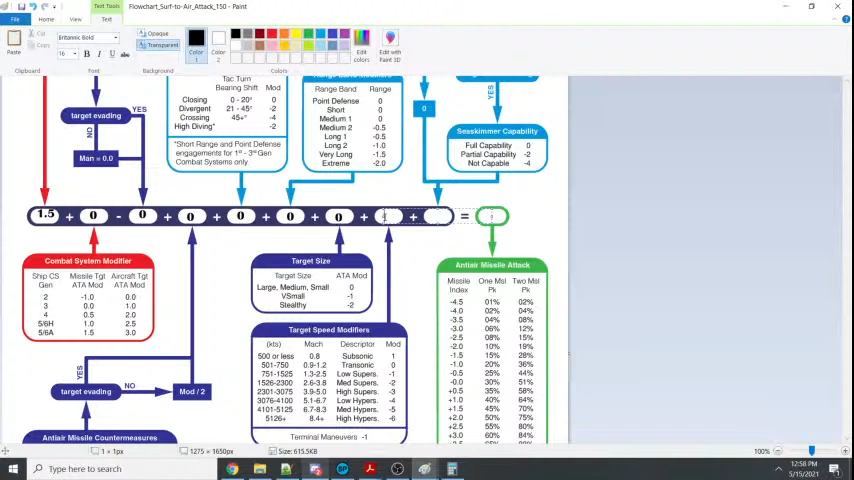 Text Tools
Flowchart_Surf-to-Air_Attack_150 - Paint
File
Home
View
Text
Paste
Cut
Copy
Clipboard
Britannic Bold
16
B I U abc
Font
Opaque
Transparent
Background
Color 1
Color 2
Colors
Edit colors
Edit with Paint 3D
Tac Turn
Bearing Shift Mod
Closing 0 - 20° 0
Divergent 21 - 45° -2
Crossing 45+° -4
High Diving* -2
*Short Range and Point Defense
engagements for 1st - 3rd Gen
Combat Systems only.
Range Band Modifiers
Range Band Range
Point Defense 0
Short 0
Medium 1 0
Medium 2 -0.5
Long 1 -0.5
Long 2 -1.0
Very Long -1.5
Extreme -2.0
target evading
YES
NO
Man = 0.0
0
YES
Seaskimmer Capability
Full Capability 0
Partial Capability -2
Not Capable -4
1.5 + 0 - 0 + 0 + 0 + 0 + 0 + + =
Combat System Modifier
Ship CS Gen Missile Tgt ATA Mod Aircraft Tgt ATA Mod
2 -1.0 0.0
3 0.0 1.0
4 0.5 2.0
5/6H 1.0 2.5
5/6A 1.5 3.0
Target Size
Target Size ATA Mod
Large, Medium, Small 0
VSmall -1
Stealthy -2
Target Speed Modifiers
(kts) Mach Descriptor Mod
500 or less 0.8 Subsonic 1
501-750 0.9-1.2 Transonic 0
751-1525 1.3-2.5 Low Supers. -1
1526-2300 2.6-3.8 Med Supers. -2
2301-3075 3.9-5.0 High Supers. -3
3076-4100 5.1-6.7 Low Hypers. -4
4101-5125 6.7-8.3 Med Hypers. -5
5126+ 8.4+ High Hypers. -6
Terminal Maneuvers -1
YES
target evading
NO
Mod / 2
Antiair Missile Countermeasures
Antiair Missile Attack
Missile Index One Msl Pk Two Msl Pk
-4.5 01% 02%
-4.0 02% 04%
-3.5 04% 08%
-3.0 06% 12%
-2.5 08% 15%
-2.0 10% 19%
-1.5 15% 28%
-1.0 20% 36%
-0.5 25% 44%
-0.0 30% 51%
+0.5 35% 58%
+1.0 40% 64%
+1.5 45% 70%
+2.0 50% 75%
+2.5 55% 80%
+3.0 60% 84%
1 × 1px
1275 × 1650px
Size: 615.5KB
100%
Type here to search
12:58 PM
5/15/2021